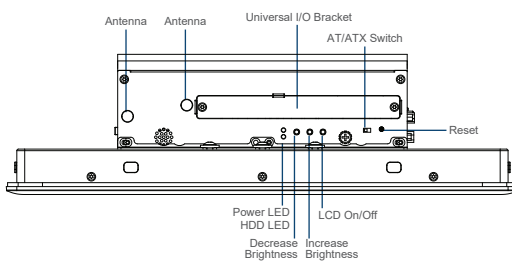 Antenna
Antenna
Universal I/O Bracket
AT/ATX Switch
Reset
Power LED
HDD LED
LCD On/Off
Decrease
Brightness
Increase
Brightness